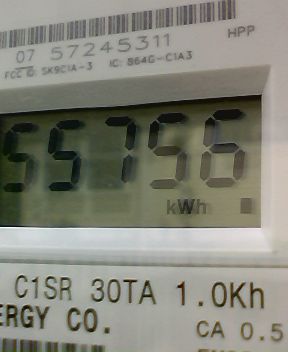 07 57245311
HPP
FCC ID: SK9C1A-3 IC: 864G-C1A3
55756
kWh
C1SR 30TA 1.0Kh
ERGY CO.
CA 0.5